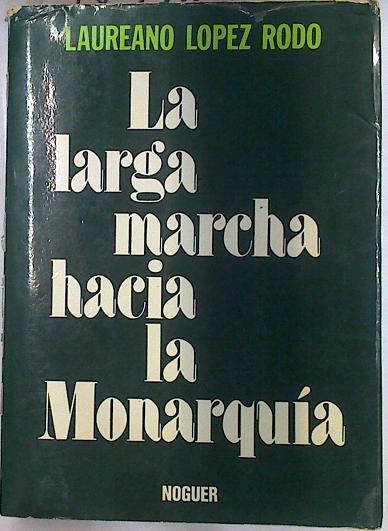 LAUREANO LOPEZ RODO
La
larga
marcha
hacia
la
Monarquía
NOGUER